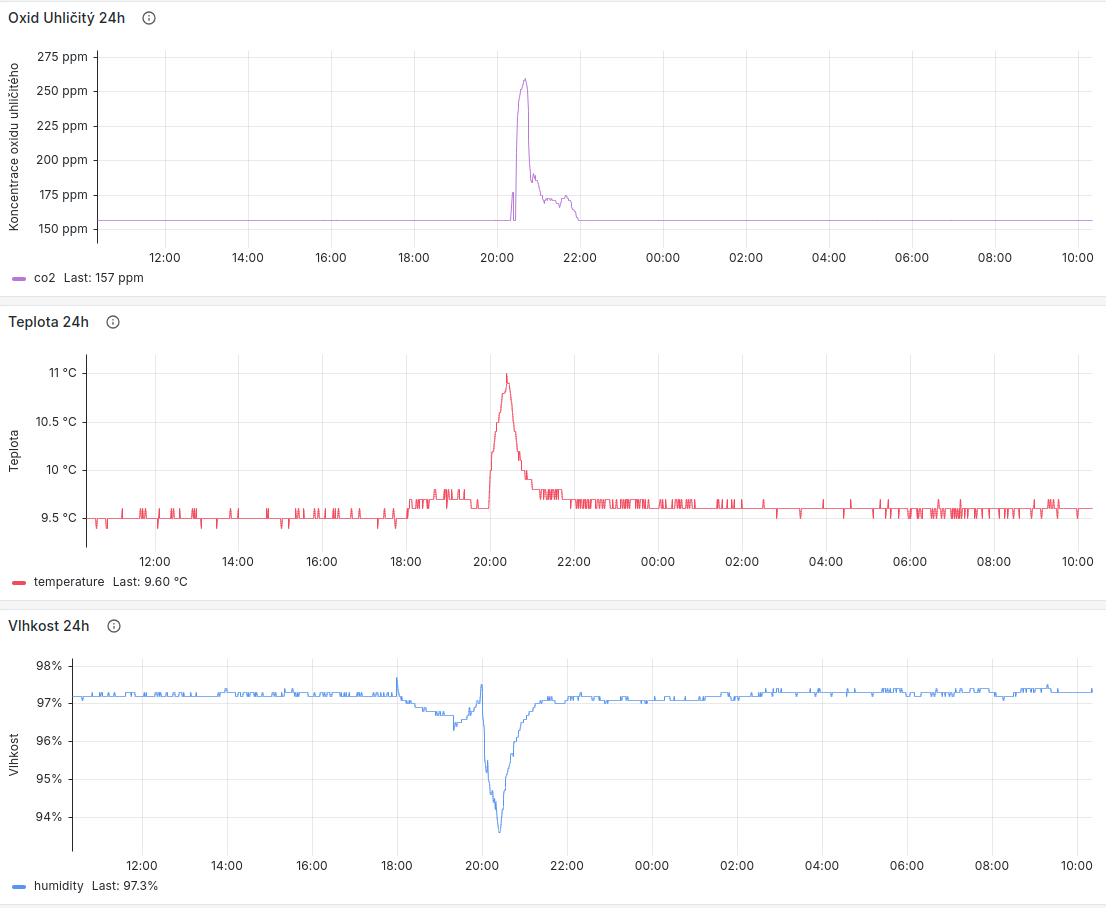 Oxid Uhličitý 24h
Koncentrace oxidu uhličitého
275 ppm
250 ppm
225 ppm
200 ppm
175 ppm
150 ppm
12:00 14:00 16:00 18:00 20:00 22:00 00:00 02:00 04:00 06:00 08:00 10:00
co2 Last: 157 ppm
Teplota 24h
Teplota
11 °C
10.5 °C
10 °C
9.5 °C
12:00 14:00 16:00 18:00 20:00 22:00 00:00 02:00 04:00 06:00 08:00 10:00
temperature Last: 9.60 °C
Vlhkost 24h
Vlhkost
98%
97%
96%
95%
94%
12:00 14:00 16:00 18:00 20:00 22:00 00:00 02:00 04:00 06:00 08:00 10:00
humidity Last: 97.3%